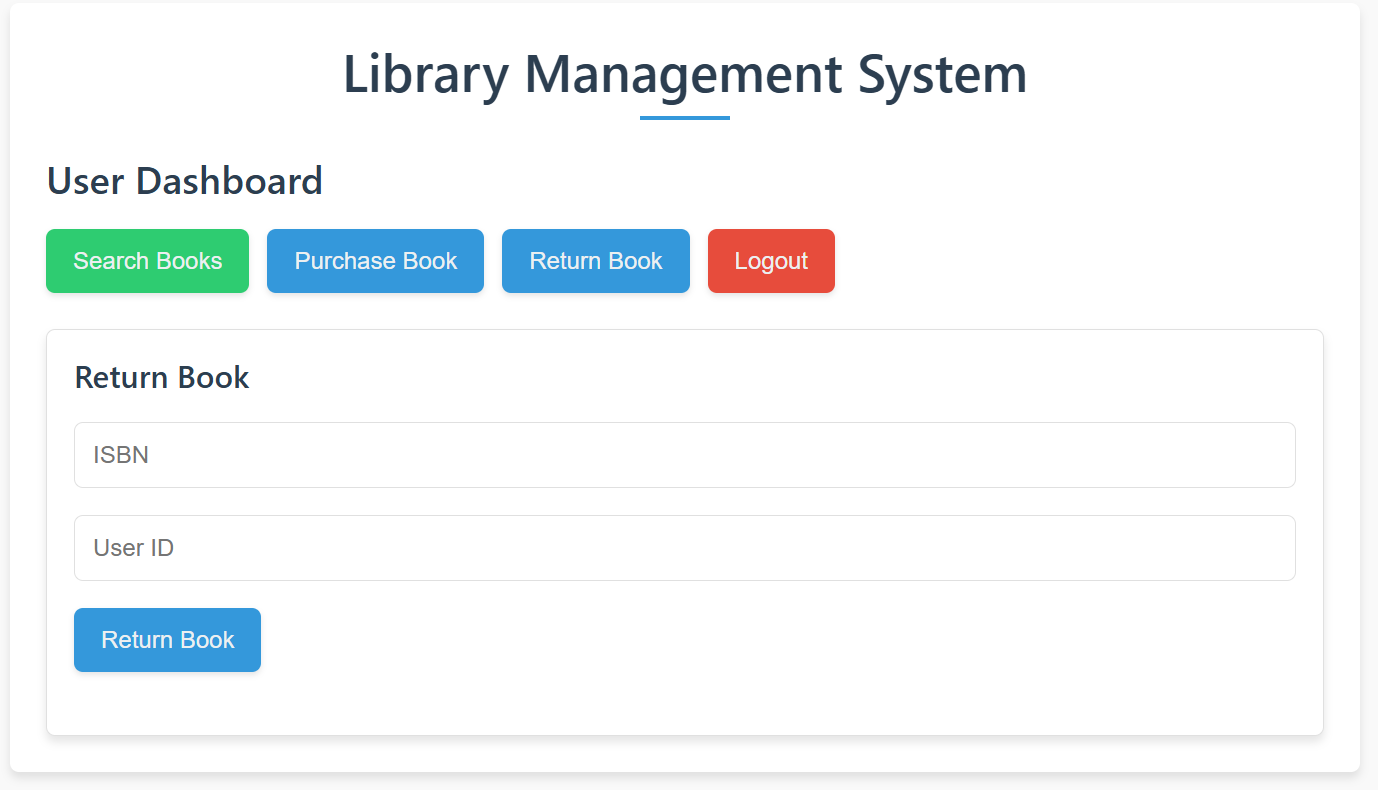 Library Management System
User Dashboard
Search Books Purchase Book Return Book Logout
Return Book
ISBN
User ID
Return Book